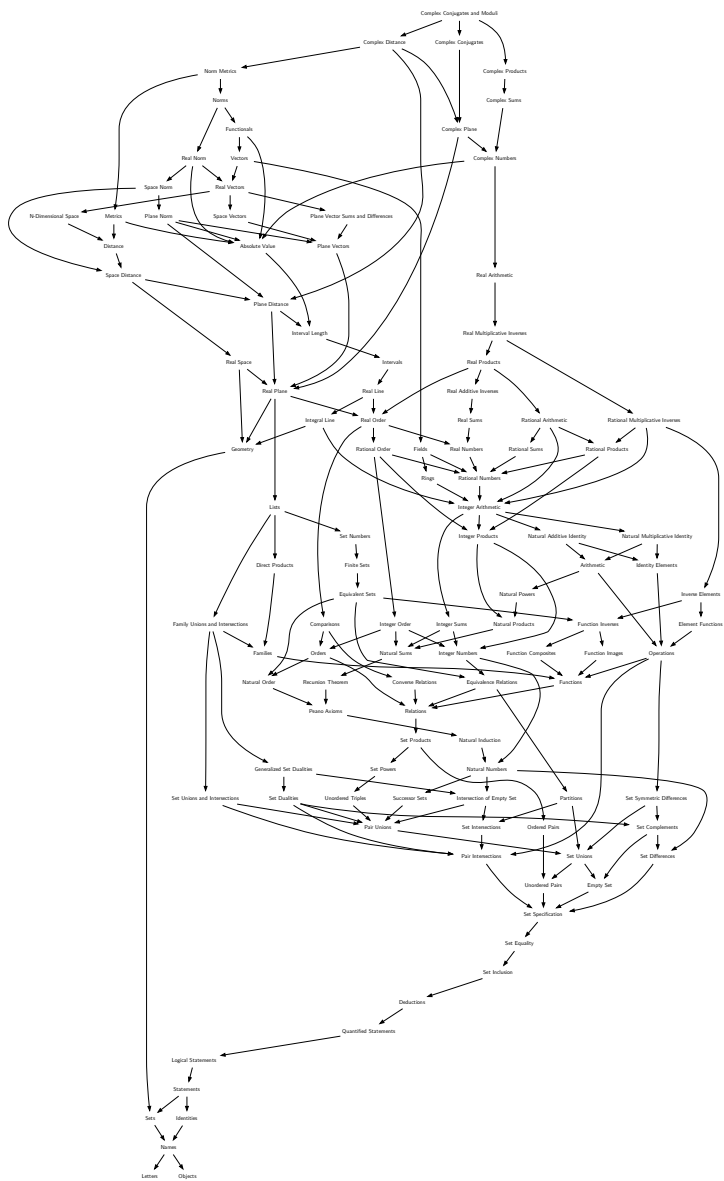 Complex Conjugates and Moduli
Complex Distance
Complex Conjugates
Norm Metrics
Complex Products
Norms
Complex Sums
Functionals
Complex Plane
Real Norm
Vectors
Complex Numbers
Space Norm
Real Vectors
N-Dimensional Space
Metrics
Plane Norm
Space Vectors
Plane Vector Sums and Differences
Distance
Absolute Value
Plane Vectors
Space Distance
Real Arithmetic
Plane Distance
Interval Length
Real Multiplicative Inverses
Real Space
Intervals
Real Products
Real Plane
Real Line
Real Additive Inverses
Integral Line
Real Order
Real Sums
Rational Arithmetic
Rational Multiplicative Inverses
Geometry
Rational Order
Fields
Real Numbers
Rational Sums
Rational Products
Rings
Rational Numbers
Lists
Integer Arithmetic
Set Numbers
Integer Products
Natural Additive Identity
Natural Multiplicative Identity
Direct Products
Finite Sets
Arithmetic
Identity Elements
Equivalent Sets
Natural Powers
Inverse Elements
Family Unions and Intersections
Comparisons
Integer Order
Integer Sums
Natural Products
Function Inverses
Element Functions
Families
Orders
Natural Sums
Integer Numbers
Function Composites
Function Images
Operations
Natural Order
Recursion Theorem
Converse Relations
Equivalence Relations
Functions
Peano Axioms
Relations
Set Products
Natural Induction
Generalized Set Dualities
Set Powers
Natural Numbers
Set Unions and Intersections
Set Dualities
Unordered Triples
Successor Sets
Intersection of Empty Set
Partitions
Set Symmetric Differences
Pair Unions
Set Intersections
Ordered Pairs
Set Complements
Pair Intersections
Set Unions
Set Differences
Unordered Pairs
Empty Set
Set Specification
Set Equality
Set Inclusion
Deductions
Quantified Statements
Logical Statements
Statements
Sets
Identities
Names
Letters
Objects